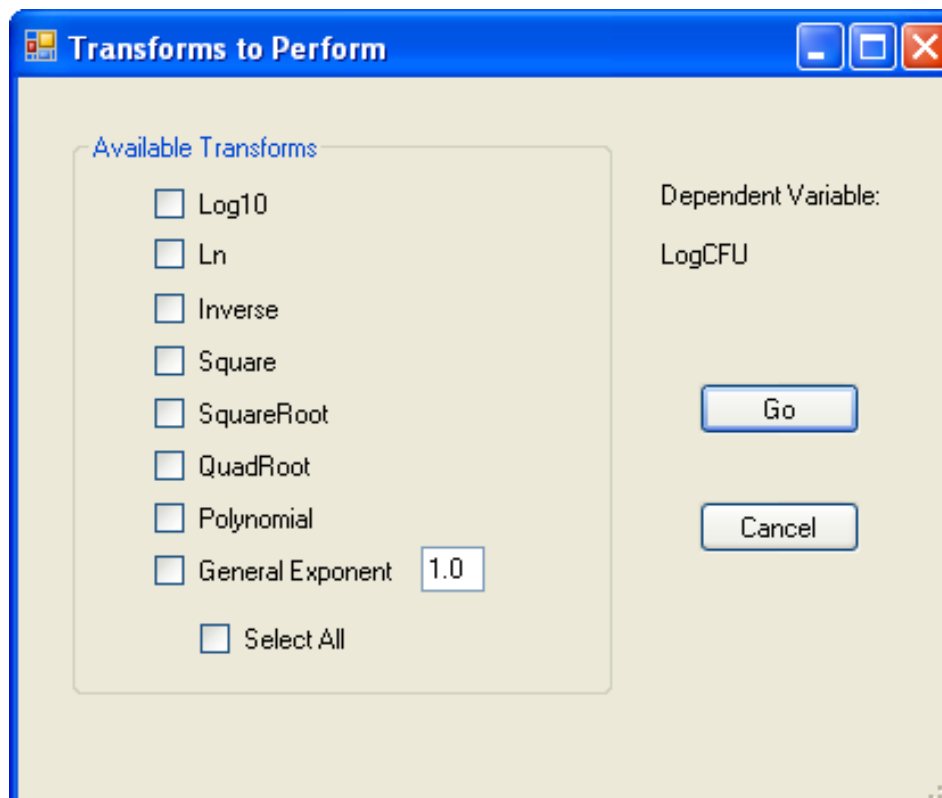 Transforms to Perform
Available Transforms
Log10
Ln
Inverse
Square
SquareRoot
QuadRoot
Polynomial
General Exponent 1.0
Select All
Dependent Variable:
LogCFU
Go
Cancel